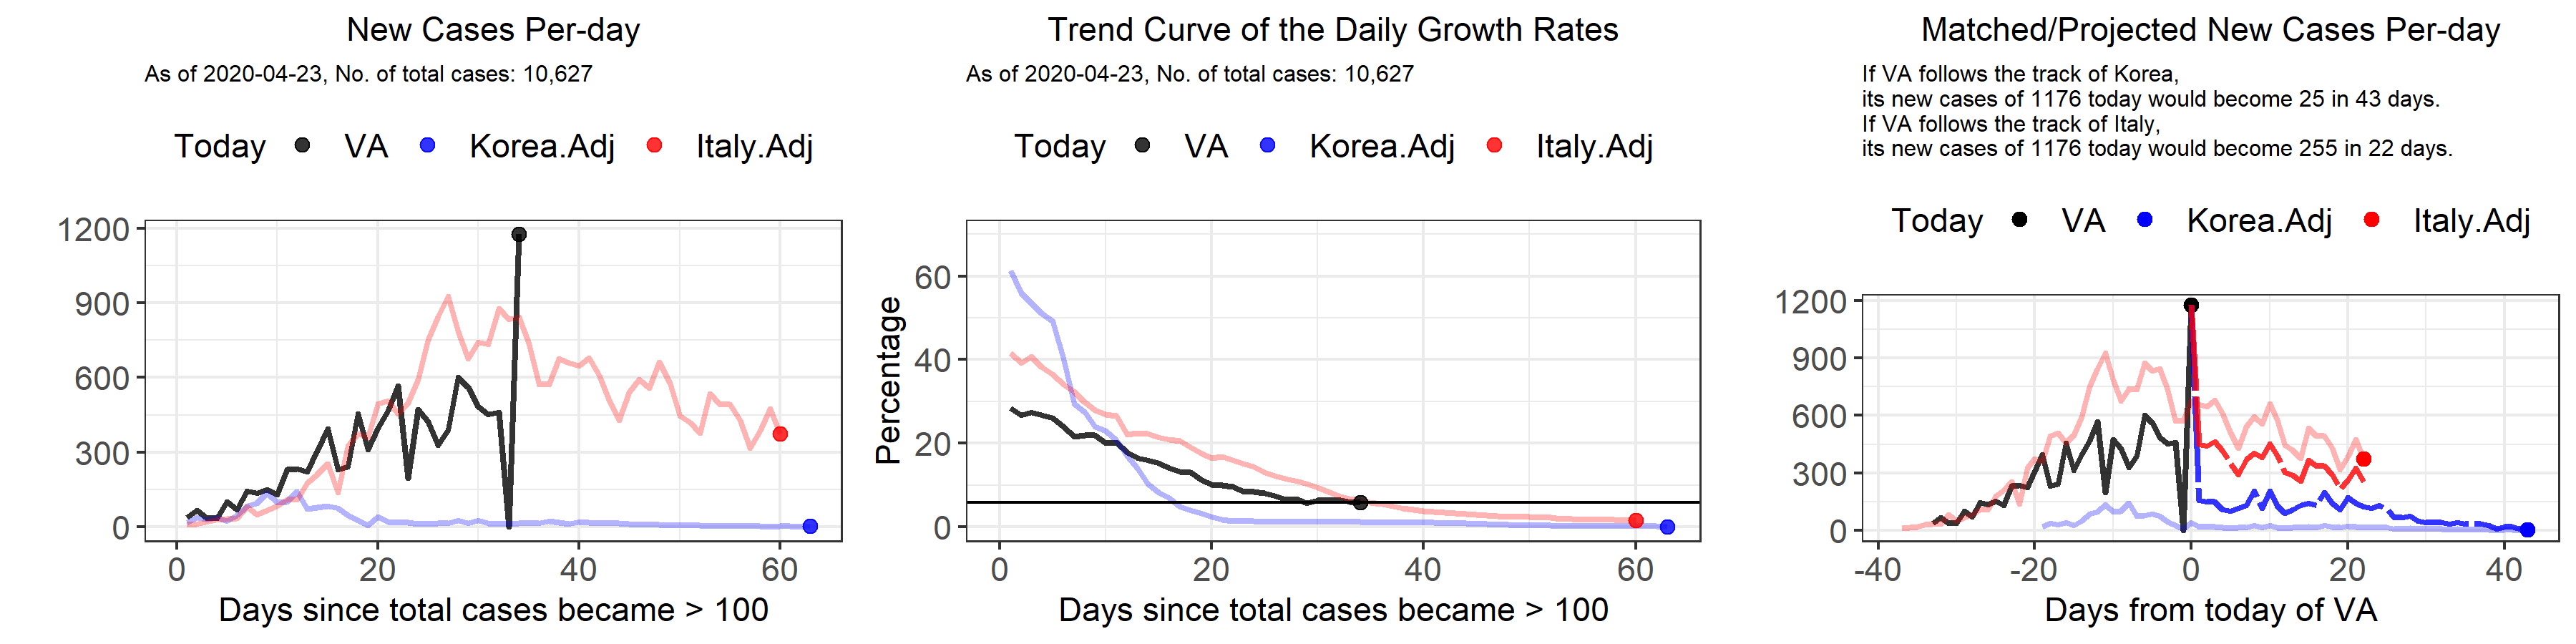 New Cases Per-day
As of 2020-04-23, No. of total cases: 10,627
Today VA Korea.Adj Italy.Adj
1200
900
600
300
0
0 20 40 60
Days since total cases became > 100
Trend Curve of the Daily Growth Rates
As of 2020-04-23, No. of total cases: 10,627
Today VA Korea.Adj Italy.Adj
Percentage
60
40
20
0
0 20 40 60
Days since total cases became > 100
Matched/Projected New Cases Per-day
If VA follows the track of Korea,
its new cases of 1176 today would become 25 in 43 days.
If VA follows the track of Italy,
its new cases of 1176 today would become 255 in 22 days.
Today VA Korea.Adj Italy.Adj
1200
900
600
300
0
-40 -20 0 20 40
Days from today of VA